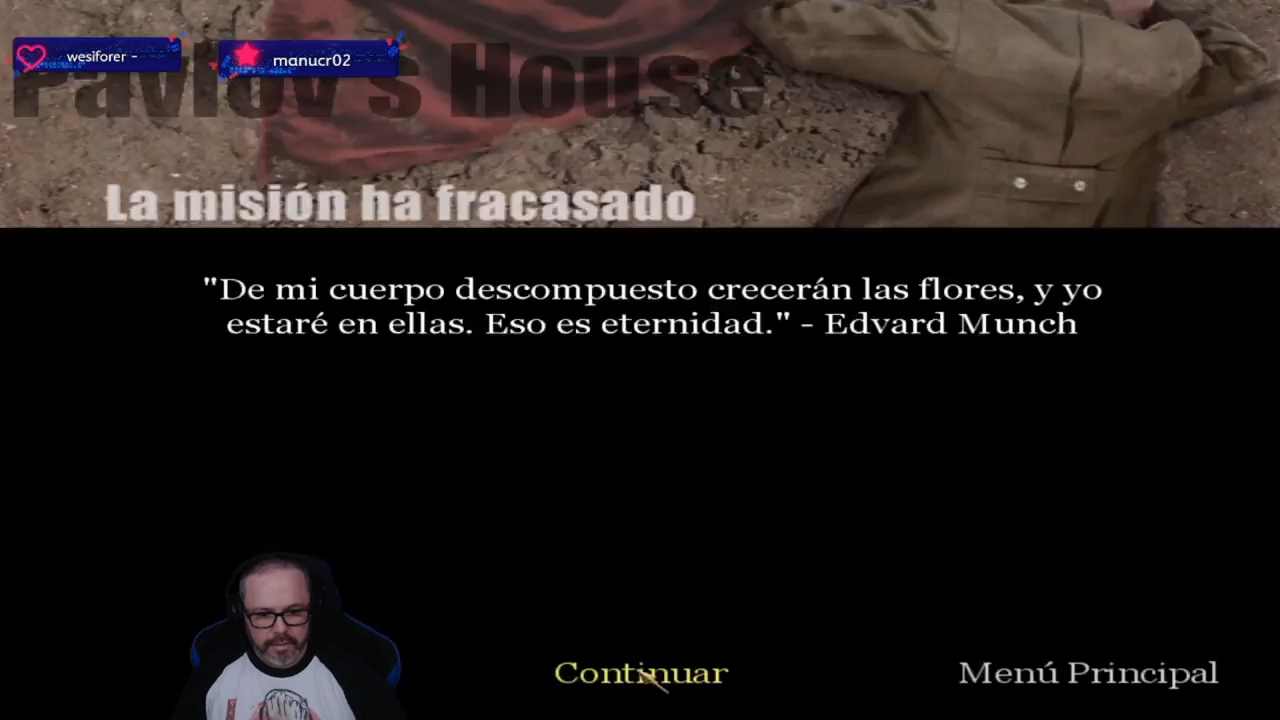 wesiforer -
manucr02
Pavlov's House
La misión ha fracasado
"De mi cuerpo descompuesto crecerán las flores, y yo
estaré en ellas. Eso es eternidad." - Edvard Munch
Continuar
Menú Principal